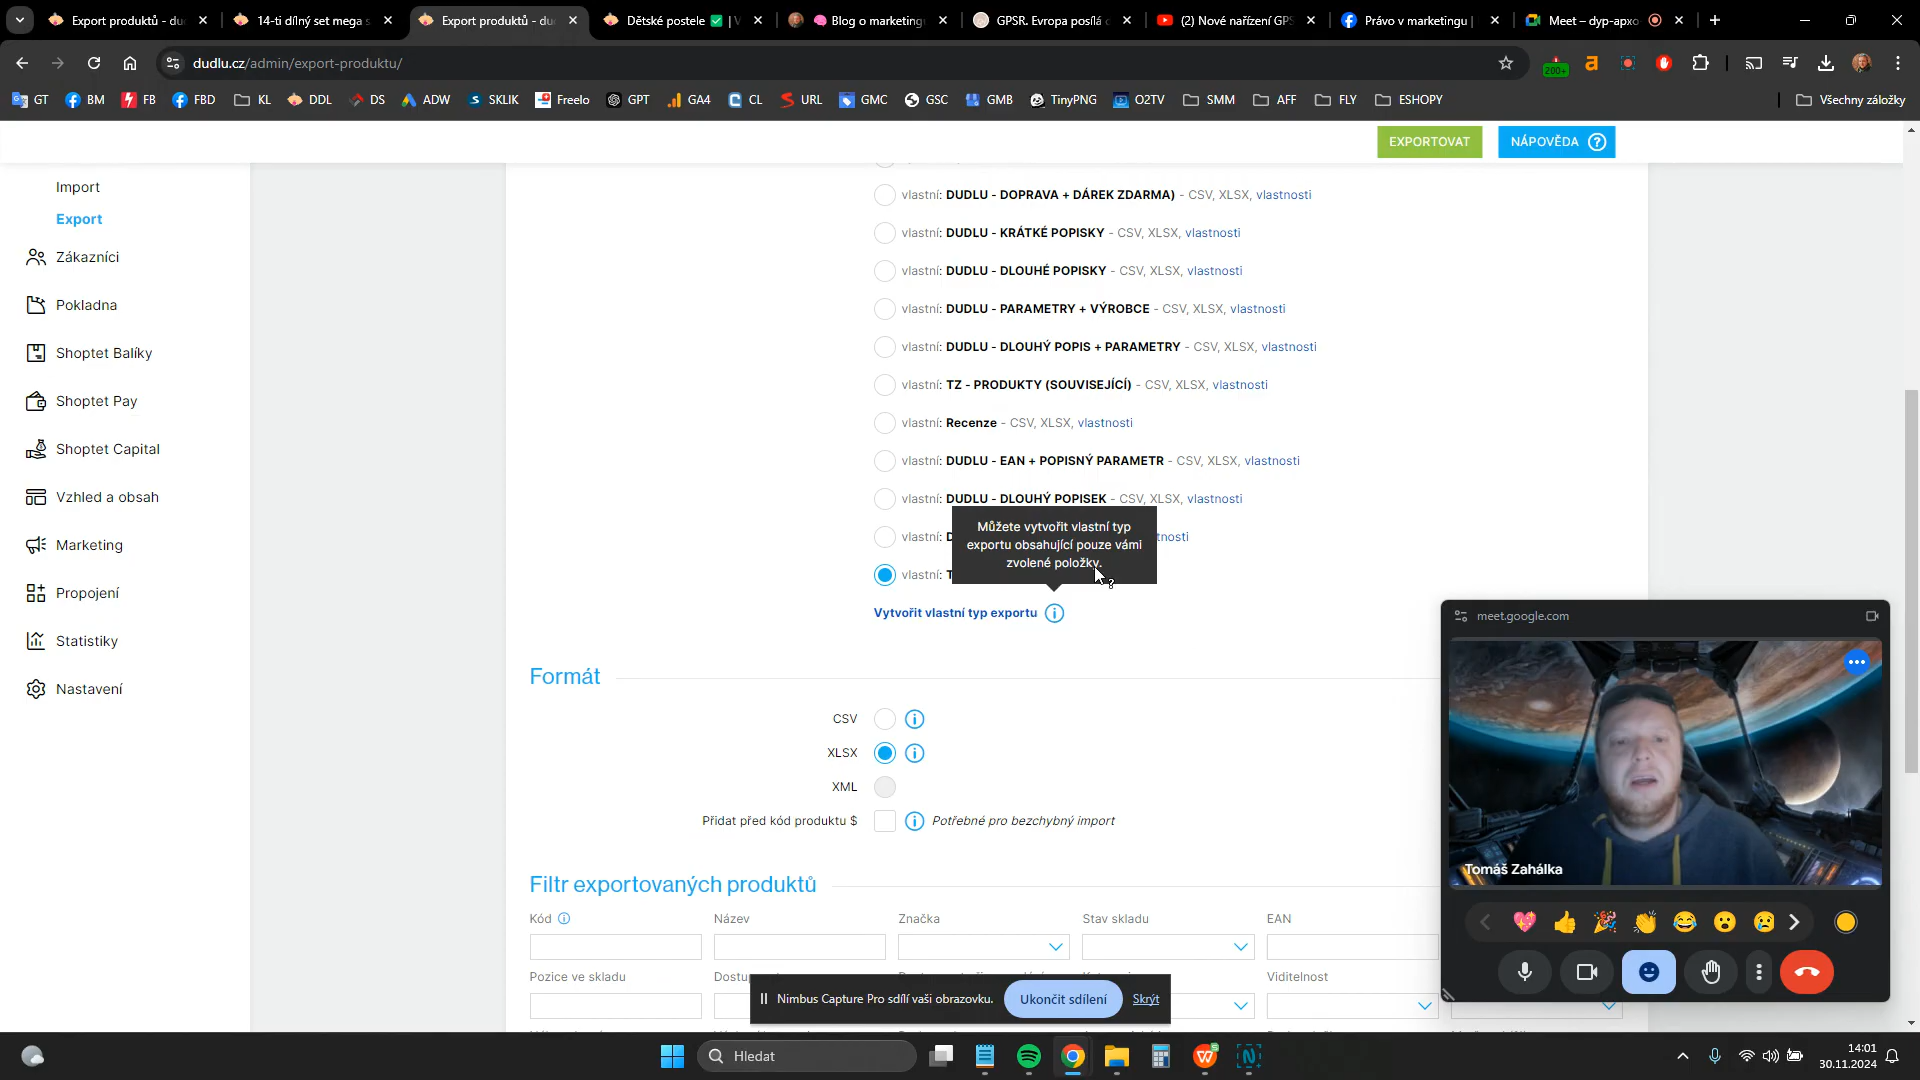 Export produktů - du
14-ti dílný set mega s
Export produktů - du
Dětské postele ✅ | V
🧠 Blog o marketing
GPSR. Evropa posílá
(2) Nové nařízení GPS
Právo v marketingu |
Meet – dyp-apxo
dudlu.cz/admin/export-produktu/
200+
GT
BM
FB
FBD
KL
DDL
DS
ADW
SKLIK
Freelo
GPT
GA4
CL
URL
GMC
GSC
GMB
TinyPNG
O2TV
SMM
AFF
FLY
ESHOPY
Všechny záložky
EXPORTOVAT
NÁPOVĚDA ?
Import
Export
Zákazníci
Pokladna
Shoptet Balíky
Shoptet Pay
Shoptet Capital
Vzhled a obsah
Marketing
Propojení
Statistiky
Nastavení
vlastní: DUDLU - DOPRAVA + DÁREK ZDARMA) - CSV, XLSX, vlastnosti
vlastní: DUDLU - KRÁTKÉ POPISKY - CSV, XLSX, vlastnosti
vlastní: DUDLU - DLOUHÉ POPISKY - CSV, XLSX, vlastnosti
vlastní: DUDLU - PARAMETRY + VÝROBCE - CSV, XLSX, vlastnosti
vlastní: DUDLU - DLOUHÝ POPIS + PARAMETRY - CSV, XLSX, vlastnosti
vlastní: TZ - PRODUKTY (SOUVISEJÍCÍ) - CSV, XLSX, vlastnosti
vlastní: Recenze - CSV, XLSX, vlastnosti
vlastní: DUDLU - EAN + POPISNÝ PARAMETR - CSV, XLSX, vlastnosti
vlastní: DUDLU - DLOUHÝ POPISEK - CSV, XLSX, vlastnosti
vlastní: D
tnosti
vlastní: T
Můžete vytvořit vlastní typ
exportu obsahující pouze vámi
zvolené položky.
Vytvořit vlastní typ exportu
Formát
CSV
XLSX
XML
Přidat před kód produktu $
Potřebné pro bezchybný import
Filtr exportovaných produktů
Kód
Název
Značka
Stav skladu
EAN
Pozice ve skladu
Viditelnost
Nimbus Capture Pro sdílí vaši obrazovku.
Ukončit sdílení
Skrýt
meet.google.com
Tomáš Zahálka
Hledat
14:01
30.11.2024